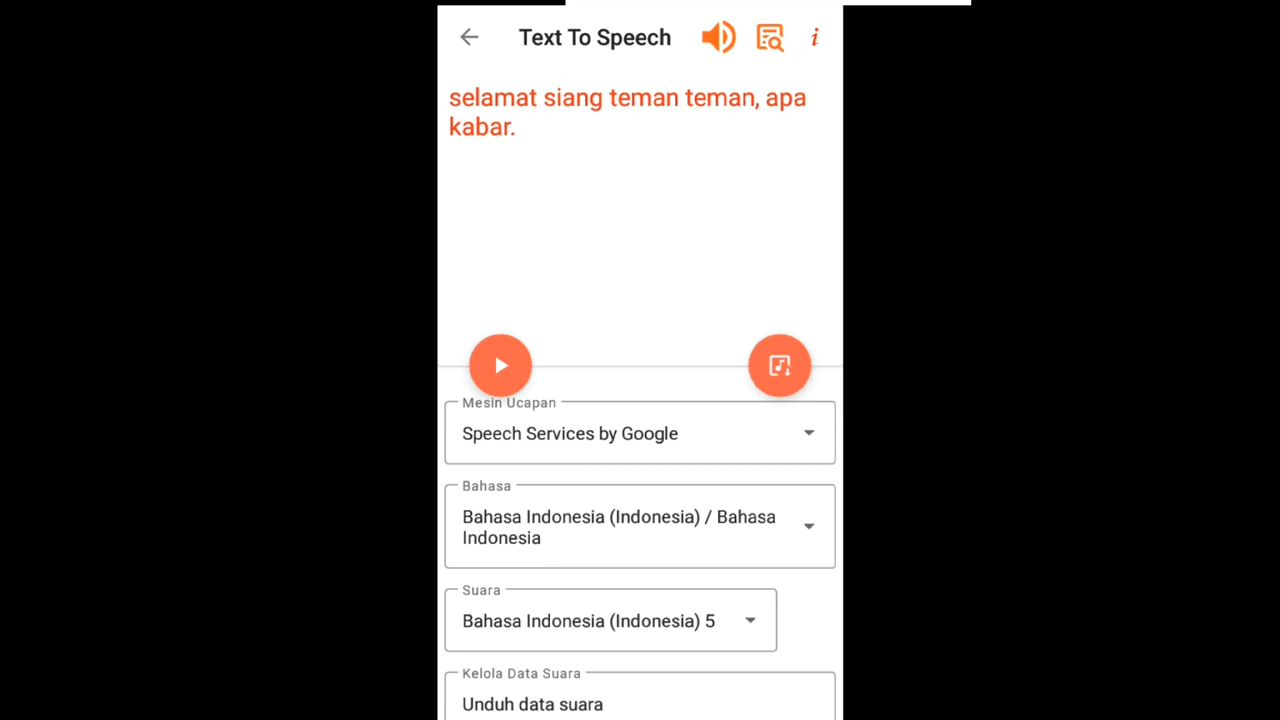 Text To Speech
selamat siang teman teman, apa
kabar.
Mesin Ucapan
Speech Services by Google
Bahasa
Bahasa Indonesia (Indonesia) / Bahasa
Indonesia
Suara
Bahasa Indonesia (Indonesia) 5
Kelola Data Suara
Unduh data suara